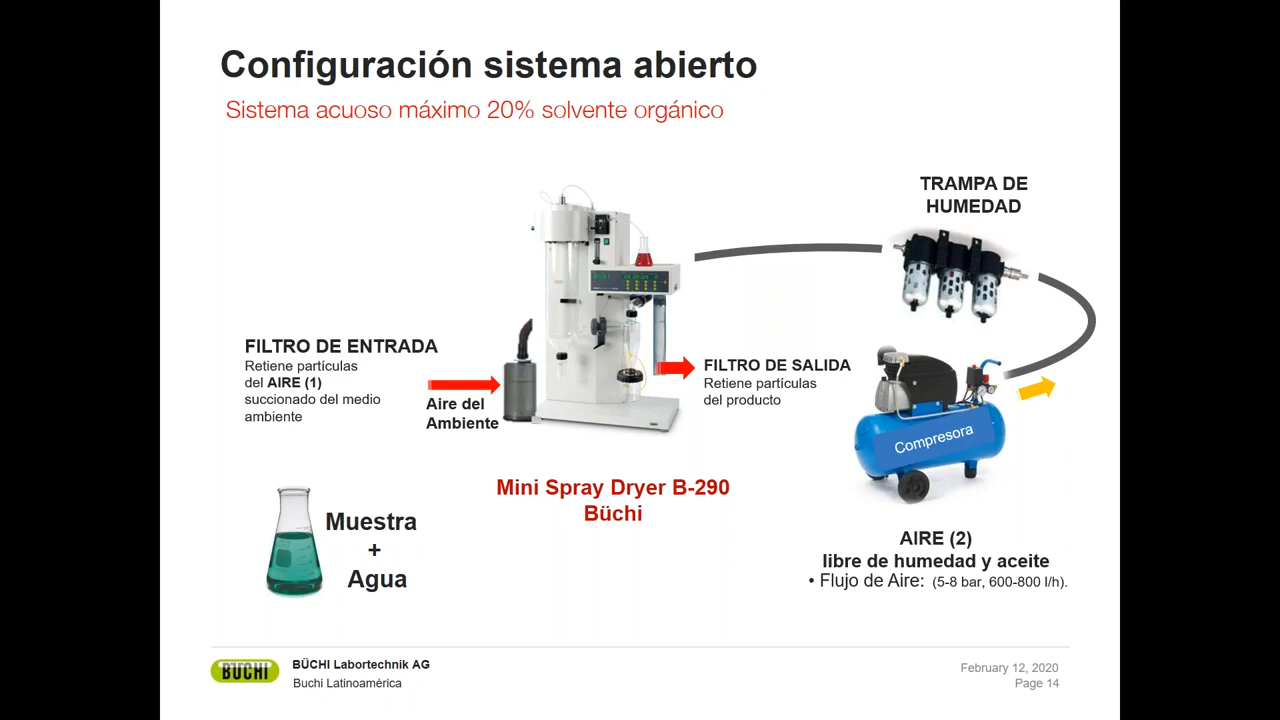 Configuración sistema abierto
Sistema acuoso máximo 20% solvente orgánico
TRAMPA DE
HUMEDAD
FILTRO DE ENTRADA
Retiene partículas
del AIRE (1)
succionado del medio
ambiente
Aire del
Ambiente
FILTRO DE SALIDA
Retiene partículas
del producto
Compresora
Mini Spray Dryer B-290
Büchi
Muestra
+
Agua
AIRE (2)
libre de humedad y aceite
• Flujo de Aire: (5-8 bar, 600-800 l/h).
BÜCHI
BÜCHI Labortechnik AG
Buchi Latinoamérica
February 12, 2020
Page 14